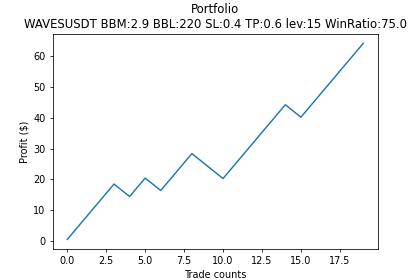 Portfolio
WAVESUSDT BBM:2.9 BBL:220 SL:0.4 TP:0.6 lev:15 WinRatio:75.0
60
50
40
30
20
10
0
Profit ($)
0.0 2.5 5.0 7.5 10.0 12.5 15.0 17.5
Trade counts